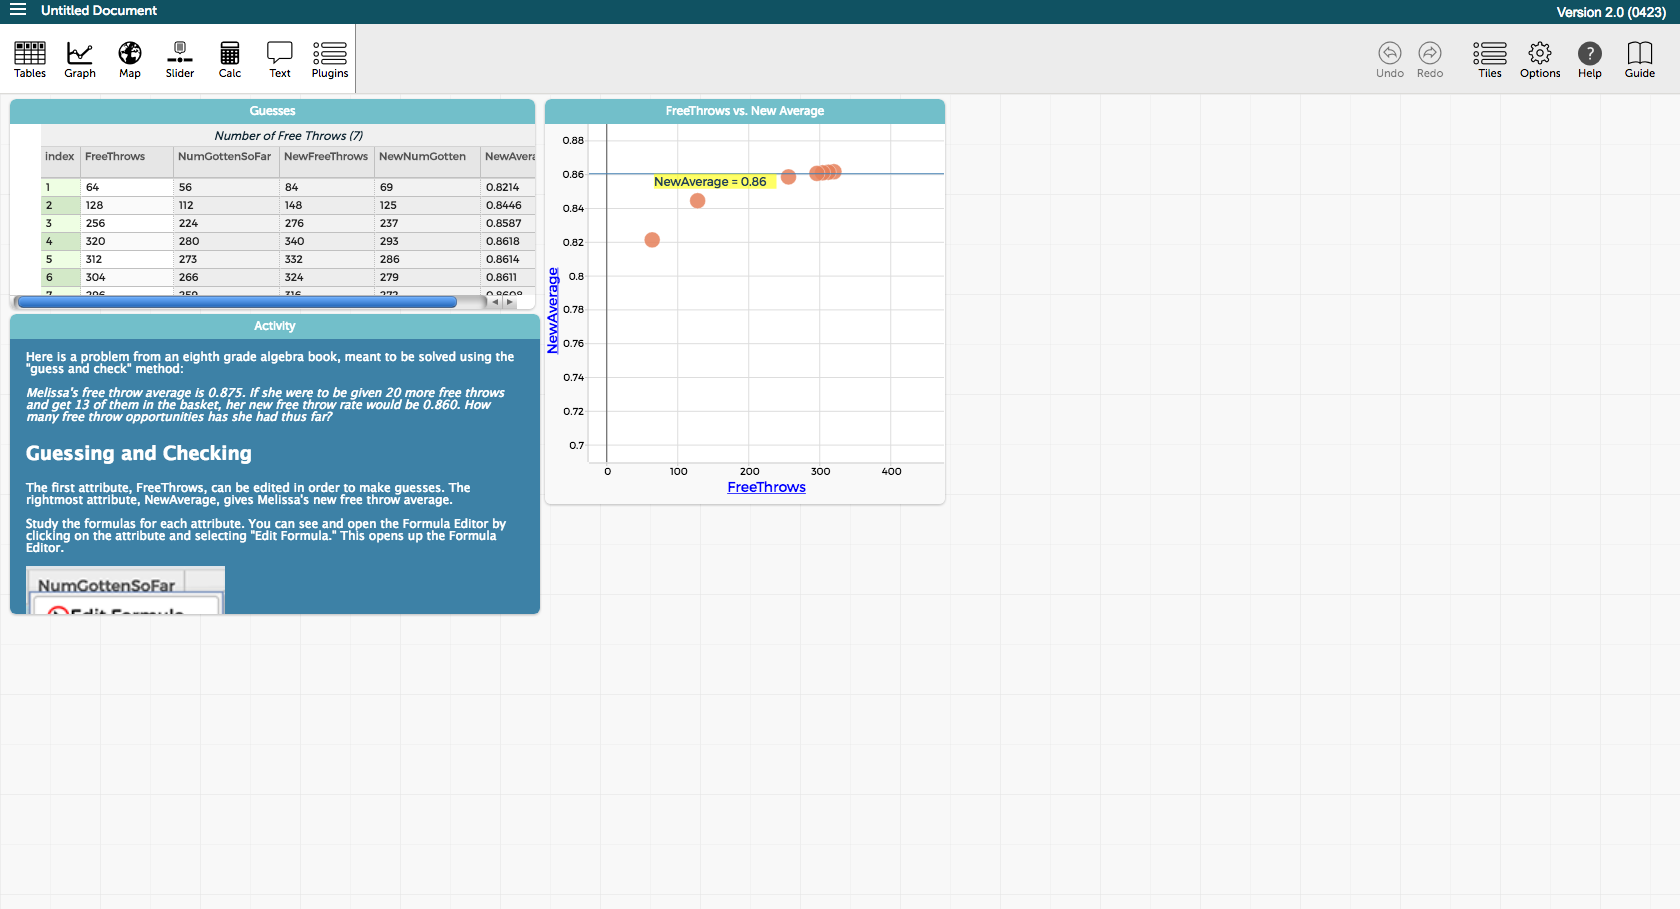 Untitled Document
Version 2.0 (0423)
Tables Graph Map Slider Calc Text Plugins
Undo Redo Tiles Options Help Guide
Guesses
Number of Free Throws (7)
index FreeThrows NumGottenSoFar NewFreeThrows NewNumGotten NewAvera
1 64 56 84 69 0.8214
2 128 112 148 125 0.8446
3 256 224 276 237 0.8587
4 320 280 340 293 0.8618
5 312 273 332 286 0.8614
6 304 266 324 279 0.8611
7 296 259 316 272 0.8608
Activity
Here is a problem from an eighth grade algebra book, meant to be solved using the
"guess and check" method:
Melissa's free throw average is 0.875. If she were to be given 20 more free throws
and get 13 of them in the basket, her new free throw rate would be 0.860. How
many free throw opportunities has she had thus far?
Guessing and Checking
The first attribute, FreeThrows, can be edited in order to make guesses. The
rightmost attribute, NewAverage, gives Melissa's new free throw average.
Study the formulas for each attribute. You can see and open the Formula Editor by
clicking on the attribute and selecting "Edit Formula." This opens up the Formula
Editor.
NumGottenSoFar
Edit Formula
FreeThrows vs. New Average
0.88
0.86
NewAverage = 0.86
0.84
0.82
0.8
0.78
0.76
0.74
0.72
0.7
NewAverage
0 100 200 300 400
FreeThrows